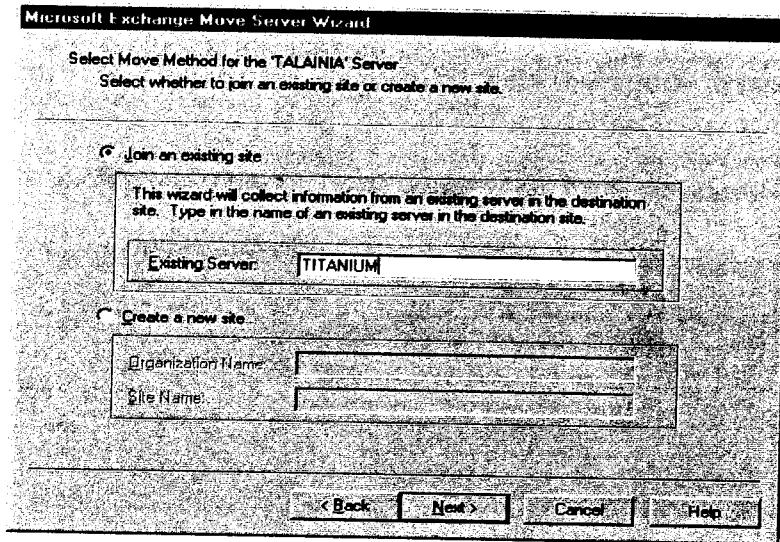 Microsoft Exchange Move Server Wizard
Select Move Method for the 'TALAINIA' Server
Select whether to join an existing site or create a new site.
Join an existing site
This wizard will collect information from an existing server in the destination
site. Type in the name of an existing server in the destination site.
Existing Server: TITANIUM
Create a new site
Organization Name:
Site Name:
< Back Next > Cancel Help